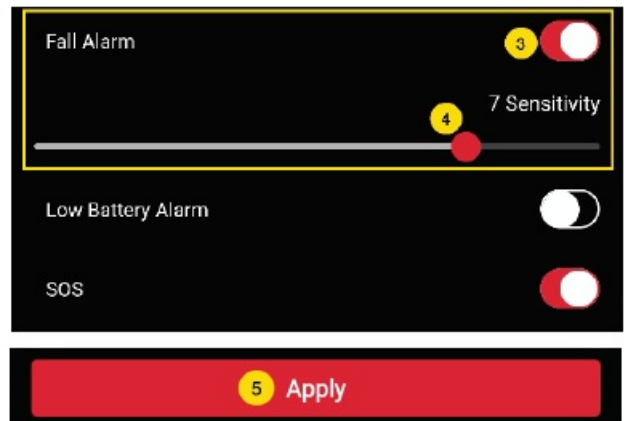 Fall Alarm 3
7 Sensitivity
4
Low Battery Alarm
SOS
5 Apply